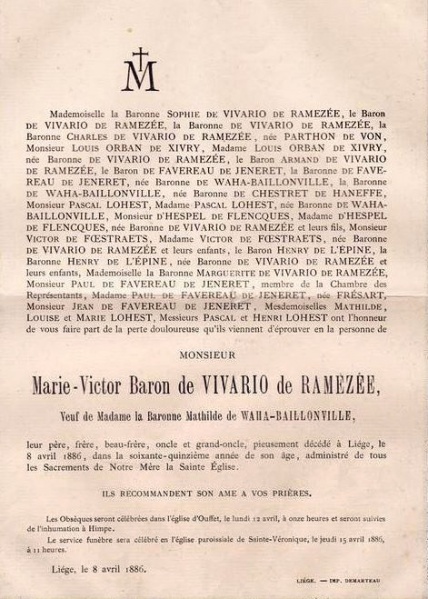 M
Mademoiselle la Baronne SOPHIE DE VIVARIO DE RAMEZÉE, le Baron
DE VIVARIO DE RAMEZÉE, la Baronne DE VIVARIO DE RAMEZÉE, la
Baronne CHARLES DE VIVARIO DE RAMEZÉE, née PARTHON DE VON,
Monsieur LOUIS ORBAN DE XIVRY, Madame LOUIS ORBAN DE XIVRY,
née Baronne DE VIVARIO DE RAMEZÉE, le Baron ARMAND DE VIVARIO
DE RAMEZÉE, le Baron DE FAVEREAU DE JENERET, la Baronne DE FAVE-
REAU DE JENERET, née Baronne DE WAHA-BAILLONVILLE, la Baronne
DE WAHA-BAILLONVILLE, née Baronne DE CHESTRET DE HANEFFE,
Monsieur PASCAL LOHEST, Madame PASCAL LOHEST, née Baronne DE WAHA-
BAILLONVILLE, Monsieur D'HESPEL DE FLENCQUES, Madame D'HESPEL
DE FLENCQUES, née Baronne DE VIVARIO DE RAMEZÉE et leurs fils, Monsieur
VICTOR DE FŒSTRAETS, Madame VICTOR DE FŒSTRAETS, née Baronne
DE VIVARIO DE RAMEZÉE et leurs enfants, le Baron HENRY DE L'ÉPINE, la
Baronne HENRY DE L'ÉPINE, née Baronne DE VIVARIO DE RAMEZÉE et
leurs enfants, Mademoiselle la Baronne MARGUERITE DE VIVARIO DE RAMEZÉE,
Monsieur PAUL DE FAVEREAU DE JENERET, membre de la Chambre des
Représentants, Madame PAUL DE FAVEREAU DE JENERET, née FRÉSART,
Monsieur JEAN DE FAVEREAU DE JENERET, Mesdemoiselles MATHILDE,
LOUISE et MARIE LOHEST, Messieurs PASCAL et HENRI LOHEST ont l'honneur
de vous faire part de la perte douloureuse qu'ils viennent d'éprouver en la personne de
MONSIEUR
Marie-Victor Baron de VIVARIO de RAMEZÉE,
Veuf de Madame la Baronne Mathilde de WAHA-BAILLONVILLE,
leur père, frère, beau-frère, oncle et grand-oncle, pieusement décédé à Liége, le
8 avril 1886, dans la soixante-quinzième année de son âge, administré de tous
les Sacrements de Notre Mère la Sainte Église.
ILS RECOMMANDENT SON AME A VOS PRIÈRES.
Les Obsèques seront célébrées dans l'église d'Ouffet, le lundi 12 avril, à onze heures et seront suivies
de l'inhumation à Himpe.
Le service funèbre sera célébré en l'église paroissiale de Sainte-Véronique, le jeudi 15 avril 1886,
à 11 heures.
Liége, le 8 avril 1886.
LIÉGE. — IMP. DEMARTEAU